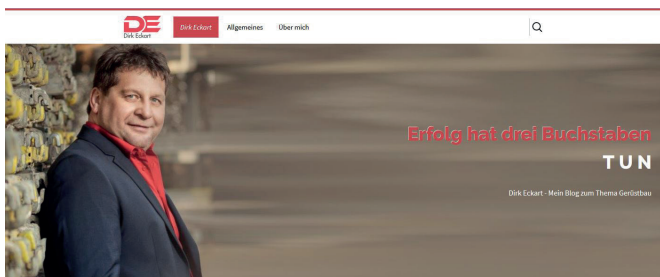 DE
Dirk Eckart
Dirk Eckart Allgemeines Über mich
Erfolg hat drei Buchstaben
TUN
Dirk Eckart - Mein Blog zum Thema Gerüstbau